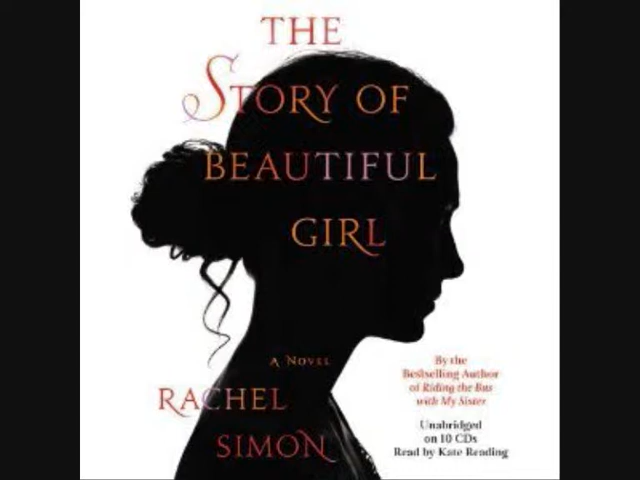 THE
STORY OF
BEAUTIFUL
GIRL
A NOVEL
RACHEL
SIMON
By the
Bestselling Author
of Riding the Bus
with My Sister
Unabridged
on 10 CDs
Read by Kate Reading